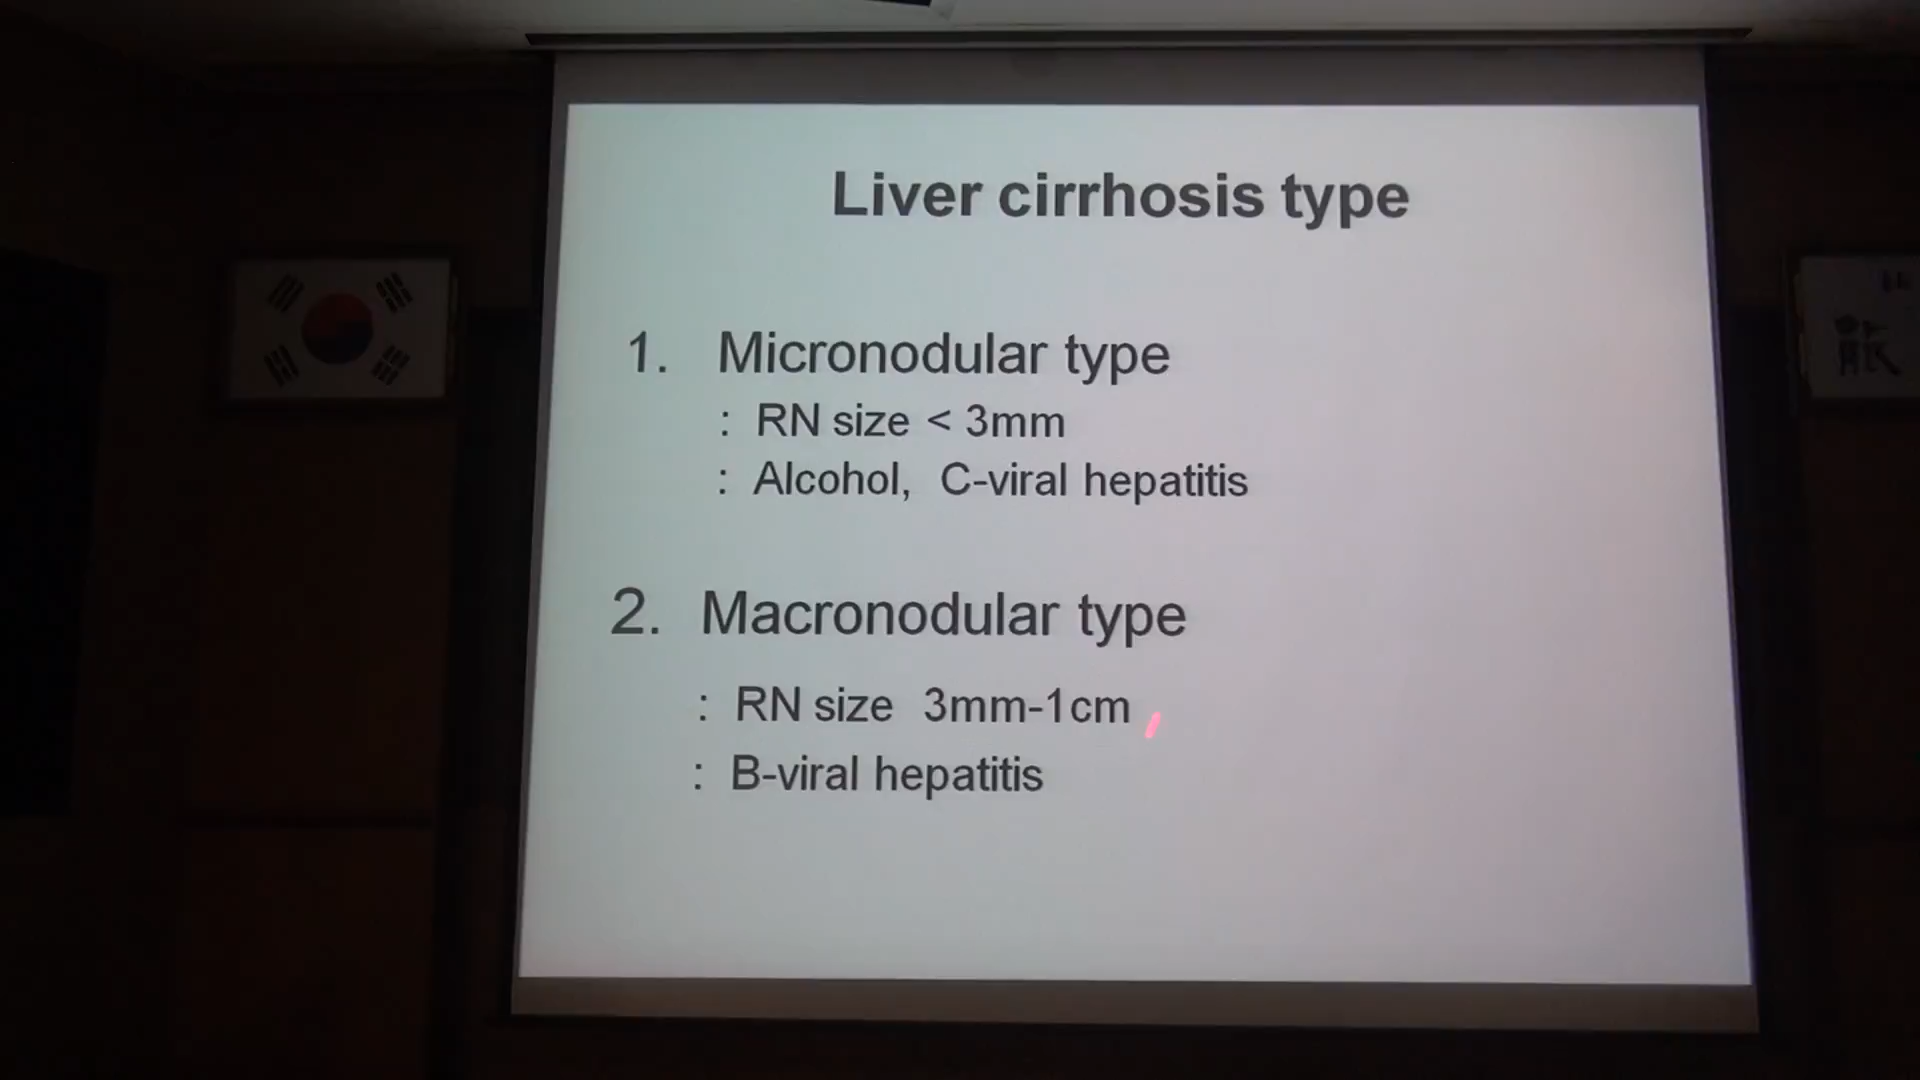 Liver cirrhosis type
1. Micronodular type
: RN size < 3mm
: Alcohol, C-viral hepatitis
2. Macronodular type
: RN size 3mm-1cm
: B-viral hepatitis